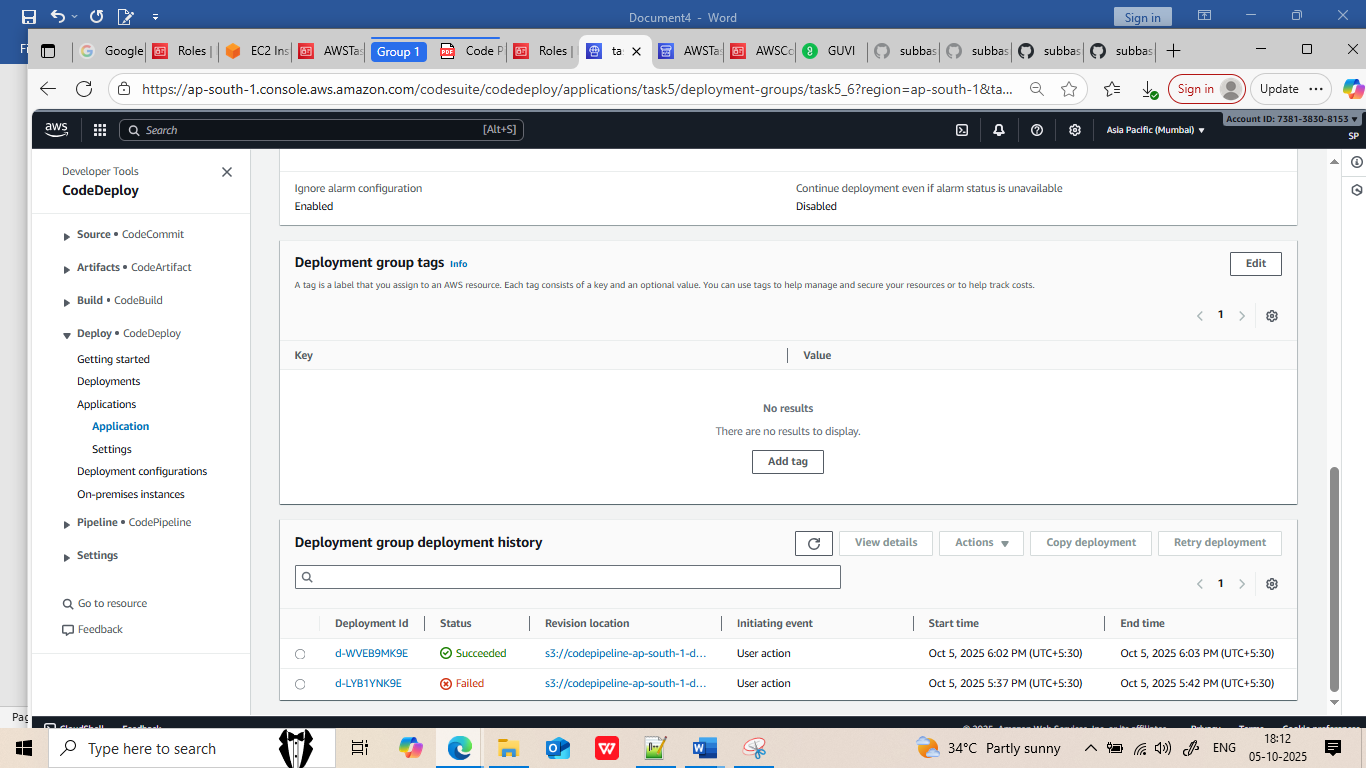 Document4 - Word
Sign in
Google
Roles |
EC2 Ins
AWSTas
Group 1
Code P
Roles |
tas
AWSTas
AWSCo
GUVI
subbas
subbas
subbas
subbas
https://ap-south-1.console.aws.amazon.com/codesuite/codedeploy/applications/task5/deployment-groups/task5_6?region=ap-south-1&ta...
Sign in
Update
aws
Search
[Alt+S]
Asia Pacific (Mumbai)
Account ID: 7381-3830-8153
SP
Developer Tools
CodeDeploy
Source • CodeCommit
Artifacts • CodeArtifact
Build • CodeBuild
Deploy • CodeDeploy
Getting started
Deployments
Applications
Application
Settings
Deployment configurations
On-premises instances
Pipeline • CodePipeline
Settings
Go to resource
Feedback
Ignore alarm configuration
Enabled
Continue deployment even if alarm status is unavailable
Disabled
Deployment group tags Info
Edit
A tag is a label that you assign to an AWS resource. Each tag consists of a key and an optional value. You can use tags to help manage and secure your resources or to help track costs.
1
Key Value
No results
There are no results to display.
Add tag
Deployment group deployment history
View details
Actions
Copy deployment
Retry deployment
1
Deployment Id Status Revision location Initiating event Start time End time
d-WVEB9MK9E Succeeded s3://codepipeline-ap-south-1-d... User action Oct 5, 2025 6:02 PM (UTC+5:30) Oct 5, 2025 6:03 PM (UTC+5:30)
d-LYB1YNK9E Failed s3://codepipeline-ap-south-1-d... User action Oct 5, 2025 5:37 PM (UTC+5:30) Oct 5, 2025 5:42 PM (UTC+5:30)
Type here to search
34°C Partly sunny
ENG
18:12
05-10-2025